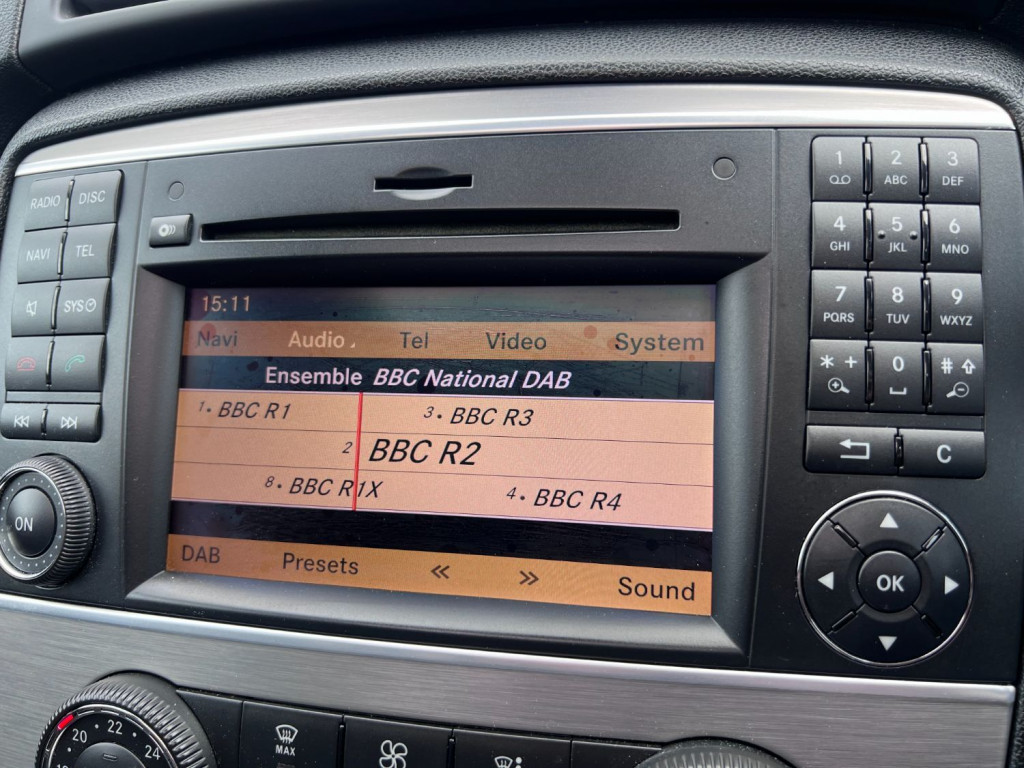 RADIO DISC
NAVI TEL
SYS
ON
15:11
Navi Audio Tel Video System
Ensemble BBC National DAB
1• BBC R1 3• BBC R3
2 BBC R2
8• BBC R1X 4• BBC R4
DAB Presets << >> Sound
1 2 ABC 3 DEF
4 GHI 5 JKL 6 MNO
7 PQRS 8 TUV 9 WXYZ
* + 0 #
C
OK
20 22 24
MAX